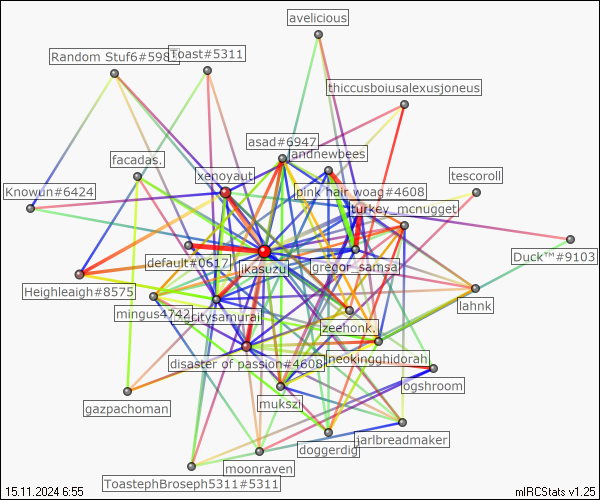 avelicious
Random Stuf6#598
Toast#5311
thiccusboiusalexusjoneus
asad#6947
andnewbees
facadas.
xenoyaut
tescoroll
Knowun#6424
pink hair woag#4608
turkey_mcnugget
Duck™#9103
default#0617
jikasuzu
gregor_samsa
Heighleaigh#8575
lahnk
mingus4742
citysamurai
zeehonk.
disaster of passion#4608
neokingghidorah
ogshroom
gazpachoman
mukszi
jarlbreadmaker
doggerdig
moonraven
ToastephBroseph5311#5311
15.11.2024 6:55
mIRCStats v1.25